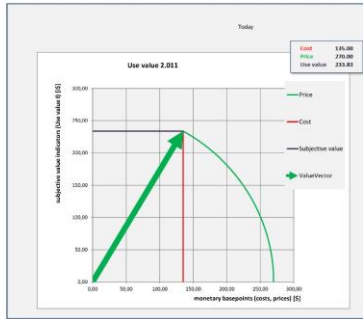 Today
Cost 135.00
Price 270.00
Use value 233.83
Use value 2.011
subjective value indicators (Use value I) [IS]
300,00
250,00
200,00
150,00
100,00
50,00
0,00
0,00 50,00 100,00 150,00 200,00 250,00 300,00
monetary basepoints (costs, prices) [$]
Price
Cost
Subjective value
ValueVector